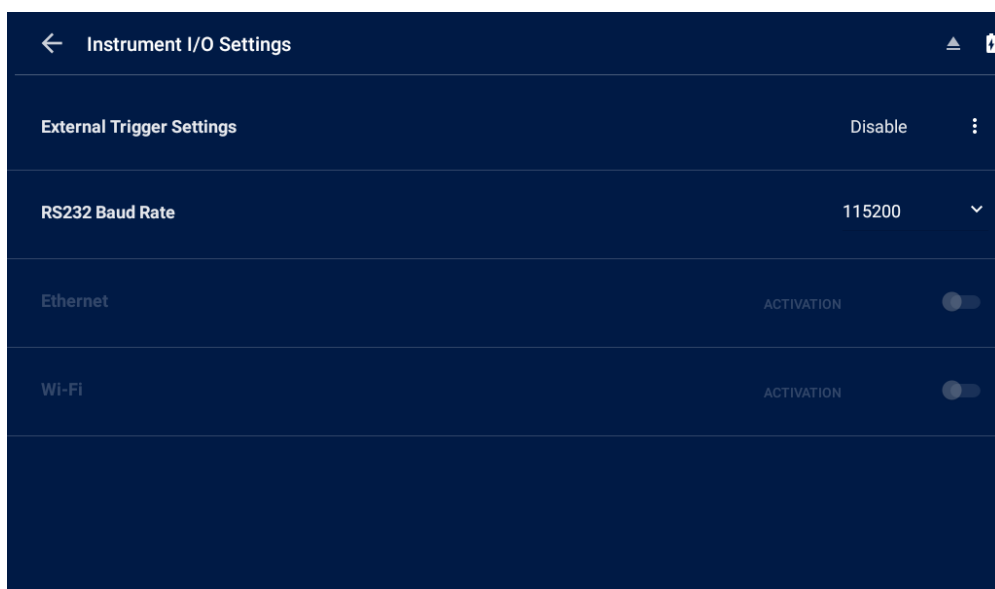 Instrument I/O Settings
External Trigger Settings Disable
RS232 Baud Rate 115200
Ethernet ACTIVATION
Wi-Fi ACTIVATION